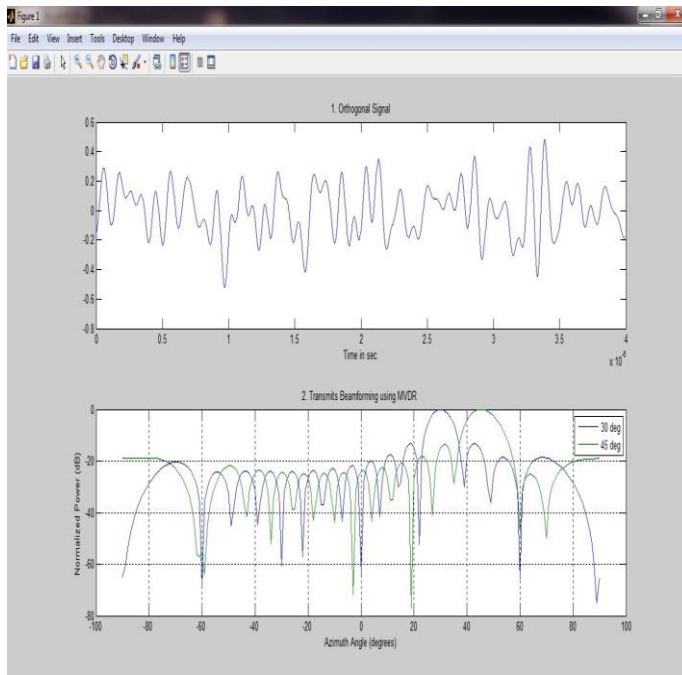 Figure 1
File Edit View Insert Tools Desktop Window Help
1. Orthogonal Signal
0.6
0.4
0.2
0
-0.2
-0.4
-0.6
-0.8
0 0.5 1 1.5 2 2.5 3 3.5 4
Time in sec
x 10
2. Transmits Beamforming using MVDR
30 deg
45 deg
Normalized Power (dB)
0
-20
-40
-60
-80
-100 -80 -60 -40 -20 0 20 40 60 80 100
Azimuth Angle (degrees)